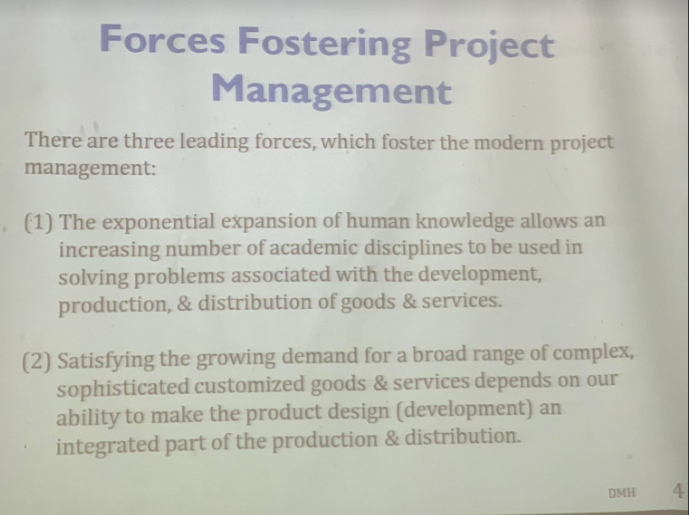 Forces Fostering Project
Management
There are three leading forces, which foster the modern project
management:
(1) The exponential expansion of human knowledge allows an
increasing number of academic disciplines to be used in
solving problems associated with the development,
production, & distribution of goods & services.
(2) Satisfying the growing demand for a broad range of complex,
sophisticated customized goods & services depends on our
ability to make the product design (development) an
integrated part of the production & distribution.
DMH 4